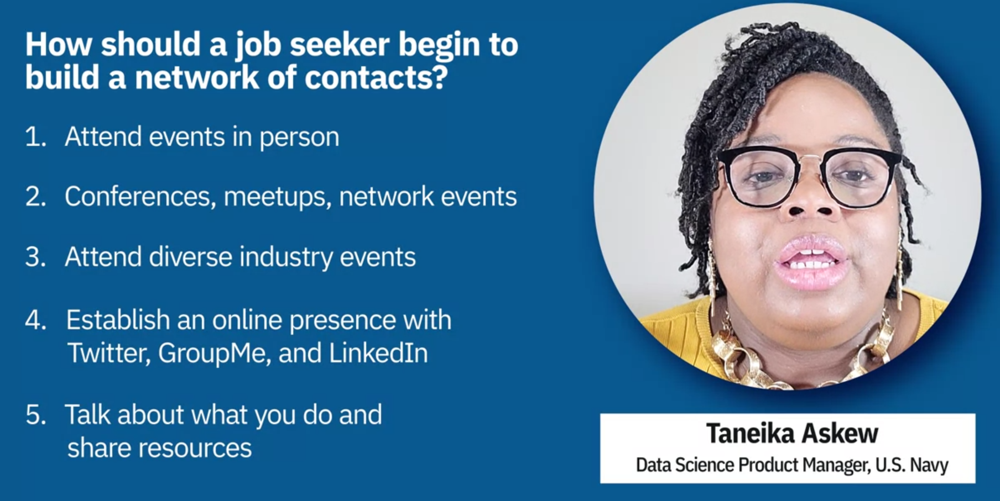 How should a job seeker begin to
build a network of contacts?
1. Attend events in person
2. Conferences, meetups, network events
3. Attend diverse industry events
4. Establish an online presence with
Twitter, GroupMe, and LinkedIn
5. Talk about what you do and
share resources
Taneika Askew
Data Science Product Manager, U.S. Navy